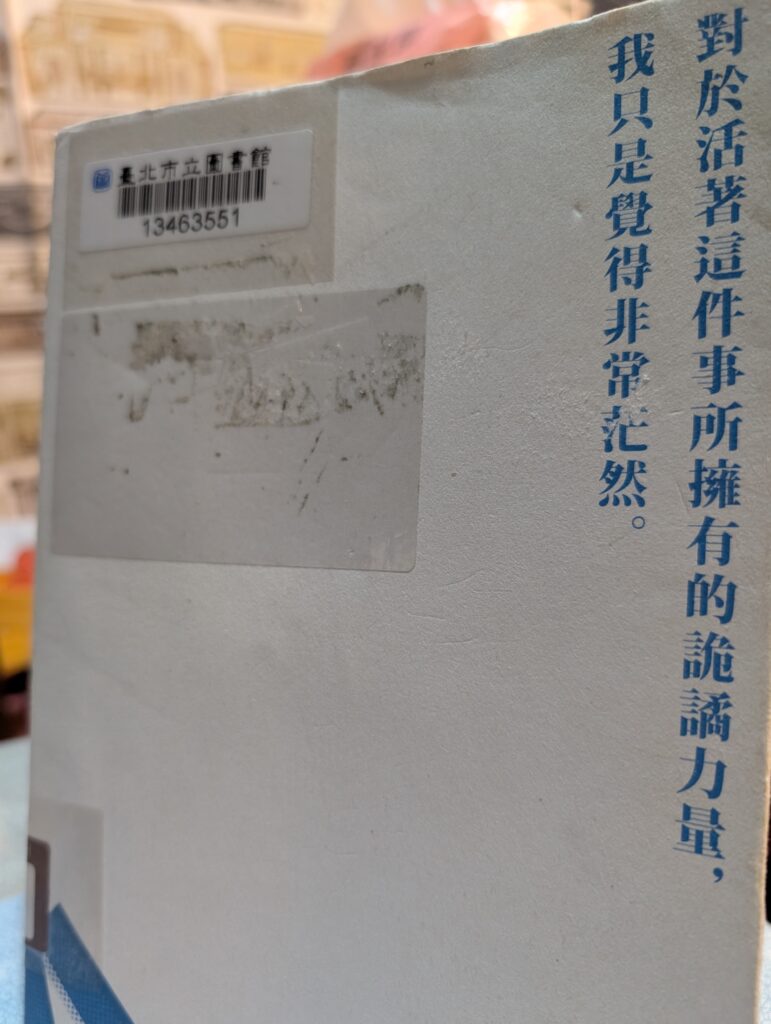 對於活著這件事所擁有的詭譎力量，
我只是覺得非常茫然。
臺北市立圖書館
13463551